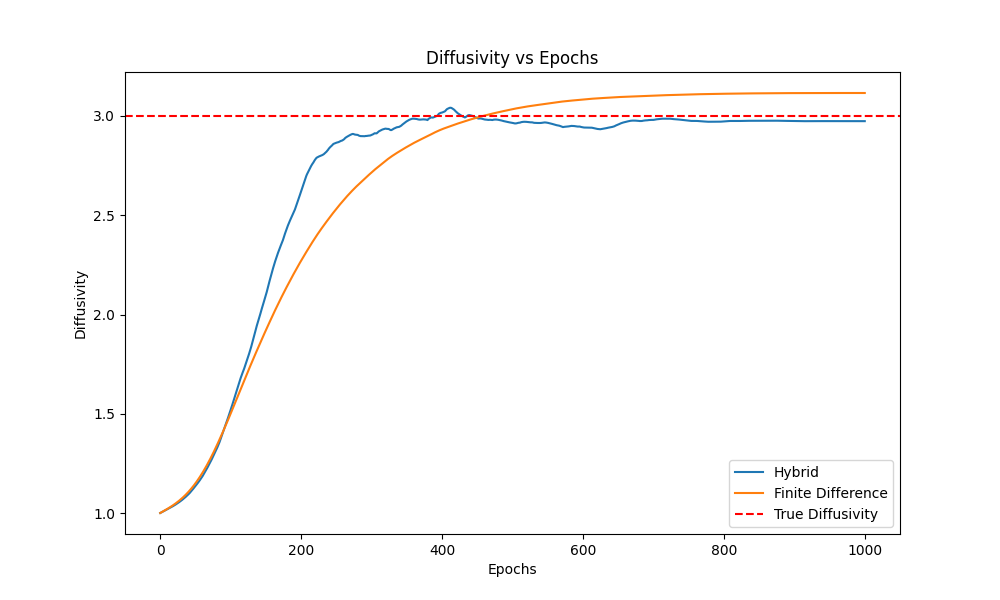 Diffusivity vs Epochs
Diffusivity
3.0
2.5
2.0
1.5
1.0
0
200
400
600
800
1000
Epochs
Hybrid
Finite Difference
True Diffusivity